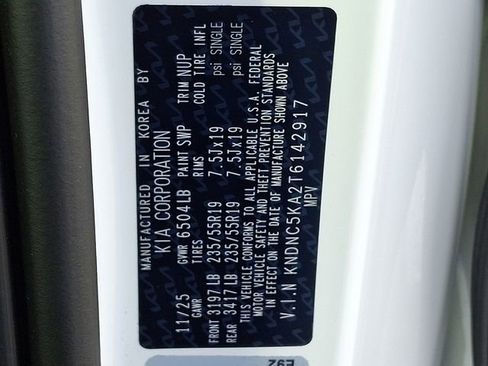 MANUFACTURED IN KOREA BY
KIA CORPORATION
11/25 GVWR 6504LB PAINT SWP TRIM NUP
GAWR TIRES RIMS COLD TIRE INFL
FRONT 3197LB 235/55R19 7.5Jx19 psi SINGLE
REAR 3417LB 235/55R19 7.5Jx19 psi SINGLE
THIS VEHICLE CONFORMS TO ALL APPLICABLE U.S.A. FEDERAL
MOTOR VEHICLE SAFETY AND THEFT PREVENTION STANDARDS
IN EFFECT ON THE DATE OF MANUFACTURE SHOWN ABOVE
V.I.N KNDNC5KA2T6142917
MPV
E92